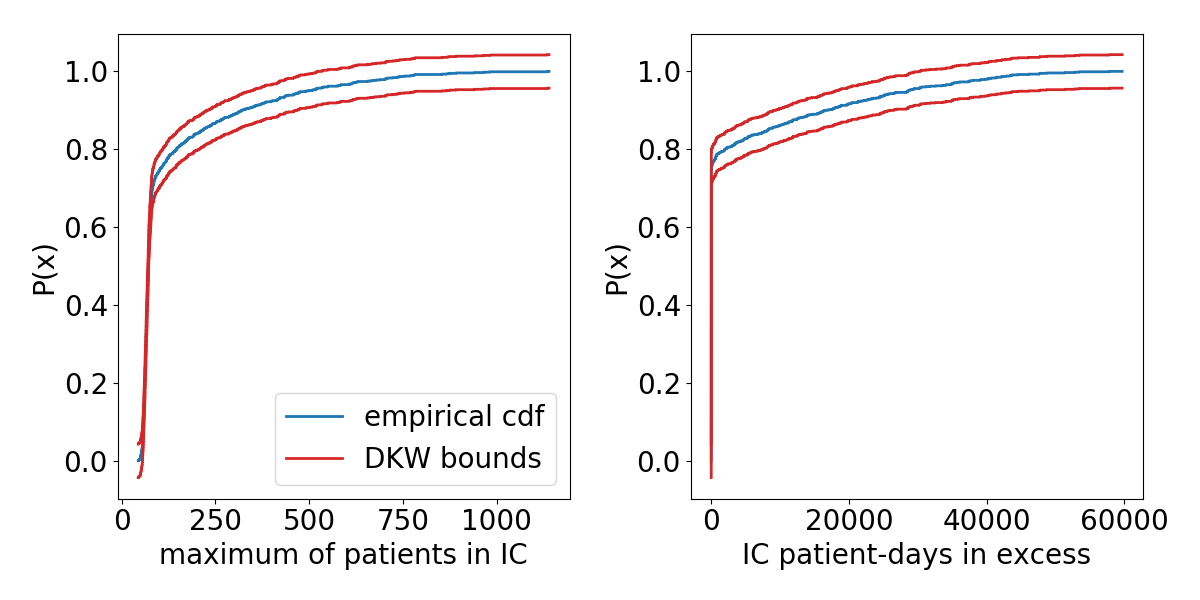 P(x)
1.0
0.8
0.6
0.4
0.2
0.0
0 250 500 750 1000
maximum of patients in IC
empirical cdf
DKW bounds
P(x)
1.0
0.8
0.6
0.4
0.2
0.0
0 20000 40000 60000
IC patient-days in excess